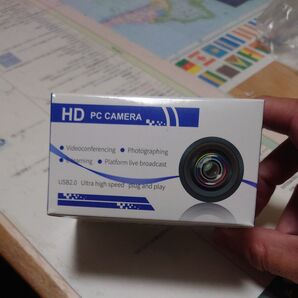 HD PC CAMERA
Videoconferencing • Photographing
Streaming • Platform live broadcast
USB2.0 Ultra high speed plug and play